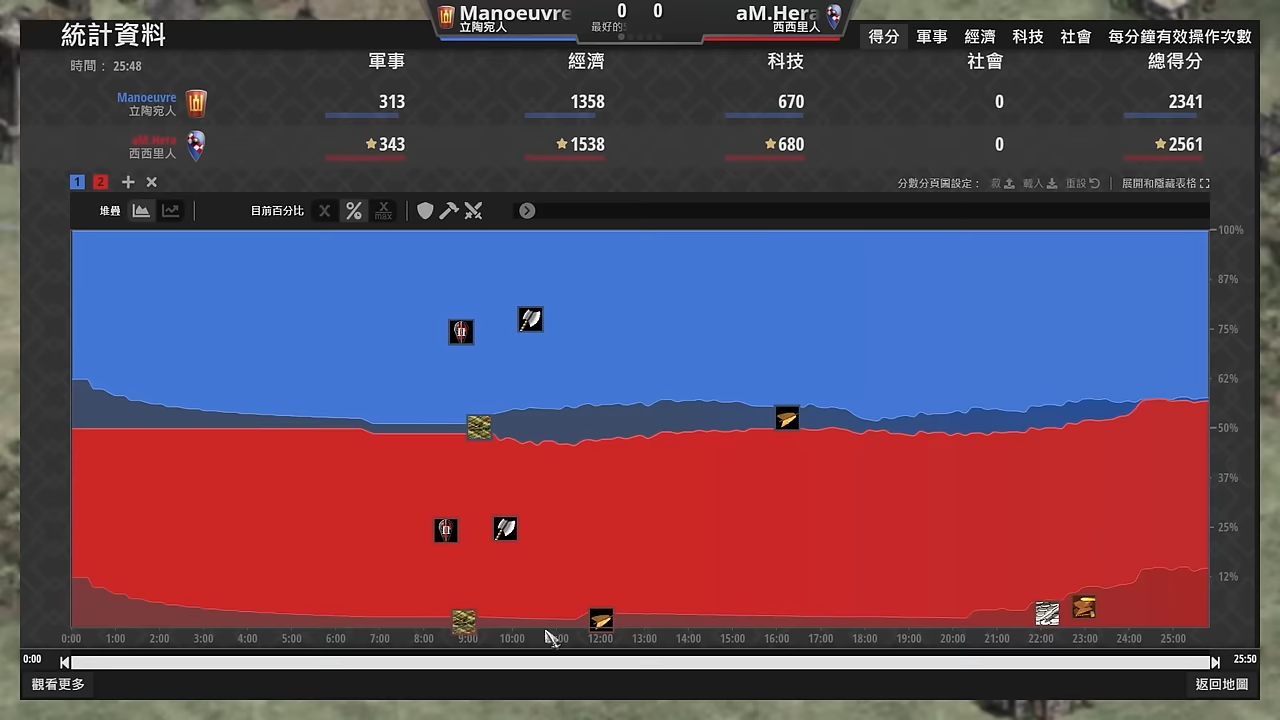 Manoeuvre
立陶宛人
0 0
最好的
aM.Hera
西西里人
統計資料
得分 軍事 經濟 科技 社會 每分鐘有效操作次數
時間： 25:48
軍事 經濟 科技 社會 總得分
Manoeuvre
立陶宛人
313 1358 670 0 2341
aM.Hera
西西里人
343 1538 680 0 2561
1 2
分數分頁圖設定： 載入 重設 展開和隱藏表格
堆疊 目前百分比 X % X max
100%
87%
75%
62%
50%
37%
25%
12%
II
II
0:00 1:00 2:00 3:00 4:00 5:00 6:00 7:00 8:00 9:00 10:00 12:00 13:00 14:00 15:00 16:00 17:00 18:00 19:00 20:00 21:00 22:00 23:00 24:00 25:00
0:00 25:50
觀看更多 返回地圖